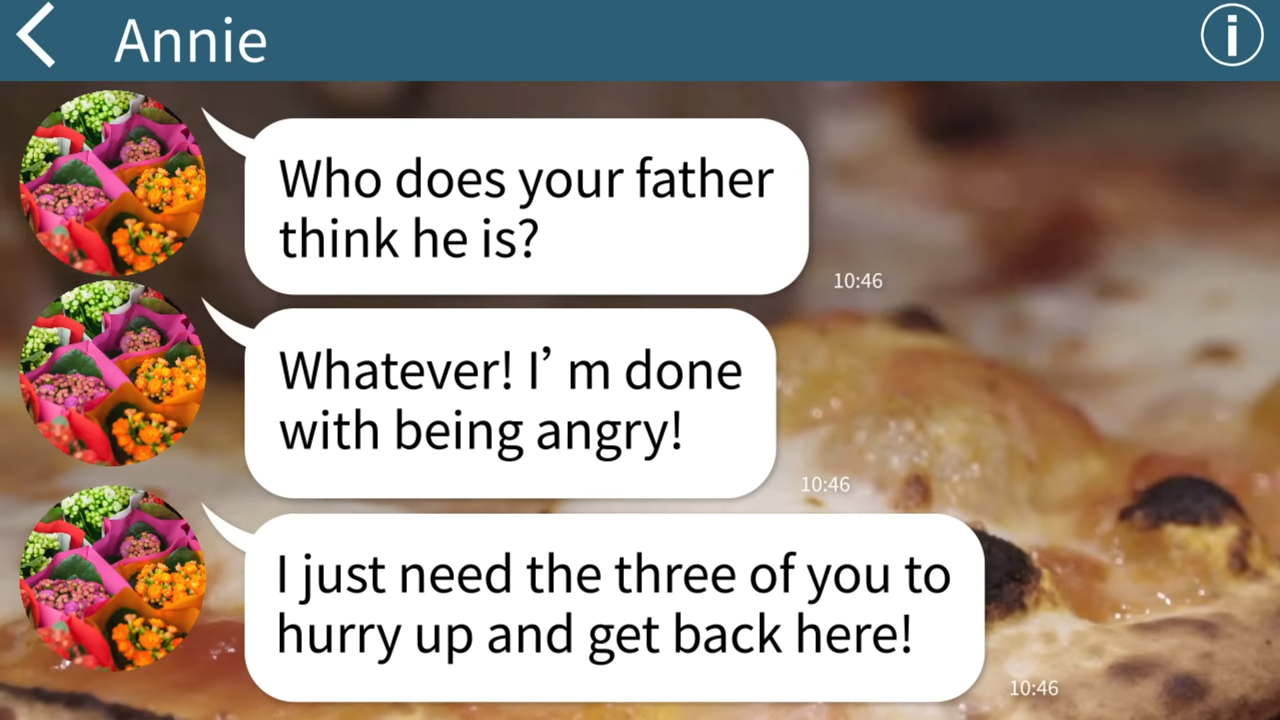 Annie
Who does your father
think he is?
10:46
Whatever! I’ m done
with being angry!
10:46
I just need the three of you to
hurry up and get back here!
10:46